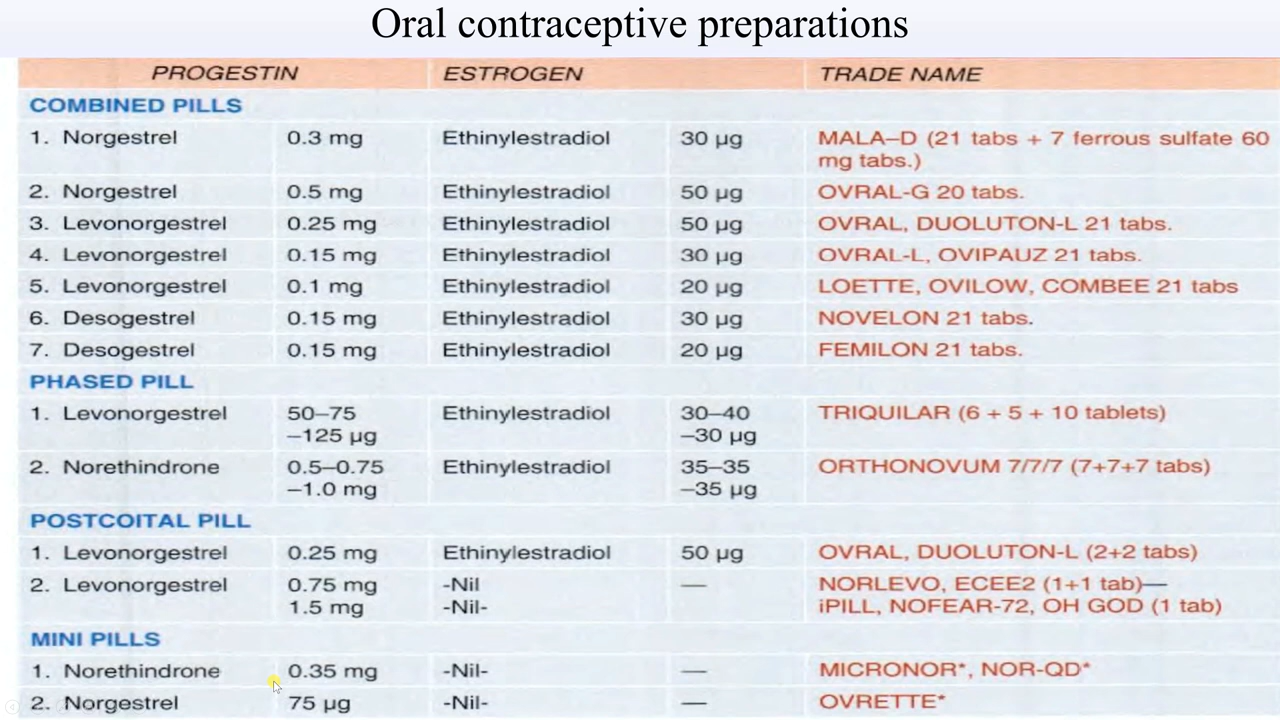 Oral contraceptive preparations
PROGESTIN ESTROGEN TRADE NAME
COMBINED PILLS
1. Norgestrel 0.3 mg Ethinylestradiol 30 µg MALA–D (21 tabs + 7 ferrous sulfate 60
mg tabs.)
2. Norgestrel 0.5 mg Ethinylestradiol 50 µg OVRAL-G 20 tabs.
3. Levonorgestrel 0.25 mg Ethinylestradiol 50 µg OVRAL, DUOLUTON-L 21 tabs.
4. Levonorgestrel 0.15 mg Ethinylestradiol 30 µg OVRAL-L, OVIPAUZ 21 tabs.
5. Levonorgestrel 0.1 mg Ethinylestradiol 20 µg LOETTE, OVILOW, COMBEE 21 tabs
6. Desogestrel 0.15 mg Ethinylestradiol 30 µg NOVELON 21 tabs.
7. Desogestrel 0.15 mg Ethinylestradiol 20 µg FEMILON 21 tabs.
PHASED PILL
1. Levonorgestrel 50–75 Ethinylestradiol 30–40 TRIQUILAR (6 + 5 + 10 tablets)
–125 µg –30 µg
2. Norethindrone 0.5–0.75 Ethinylestradiol 35–35 ORTHONOVUM 7/7/7 (7+7+7 tabs)
–1.0 mg –35 µg
POSTCOITAL PILL
1. Levonorgestrel 0.25 mg Ethinylestradiol 50 µg OVRAL, DUOLUTON-L (2+2 tabs)
2. Levonorgestrel 0.75 mg -Nil — NORLEVO, ECEE2 (1+1 tab)—
1.5 mg -Nil- iPILL, NOFEAR-72, OH GOD (1 tab)
MINI PILLS
1. Norethindrone 0.35 mg -Nil- — MICRONOR*, NOR-QD*
2. Norgestrel 75 µg -Nil- — OVRETTE*